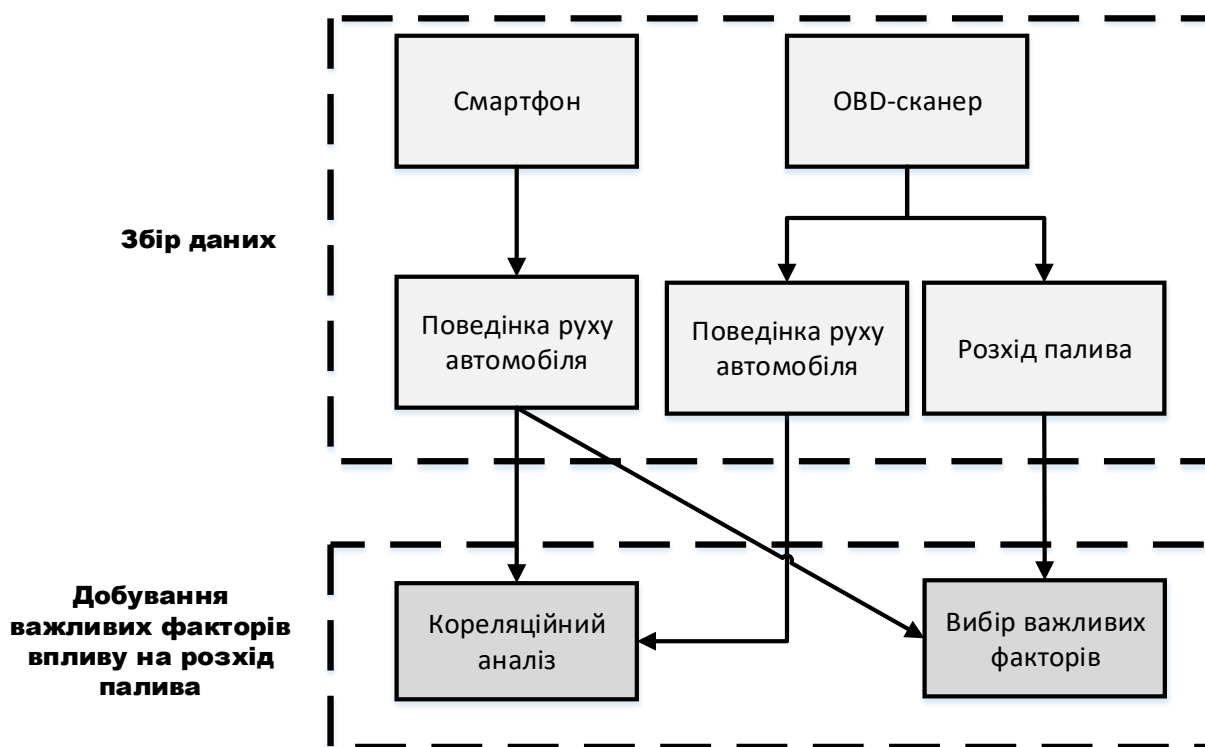 Смартфон
OBD-сканер
Збір даних
Поведінка руху
автомобіля
Поведінка руху
автомобіля
Розхід палива
Добування
важливих факторів
впливу на розхід
палива
Кореляційний
аналіз
Вибір важливих
факторів